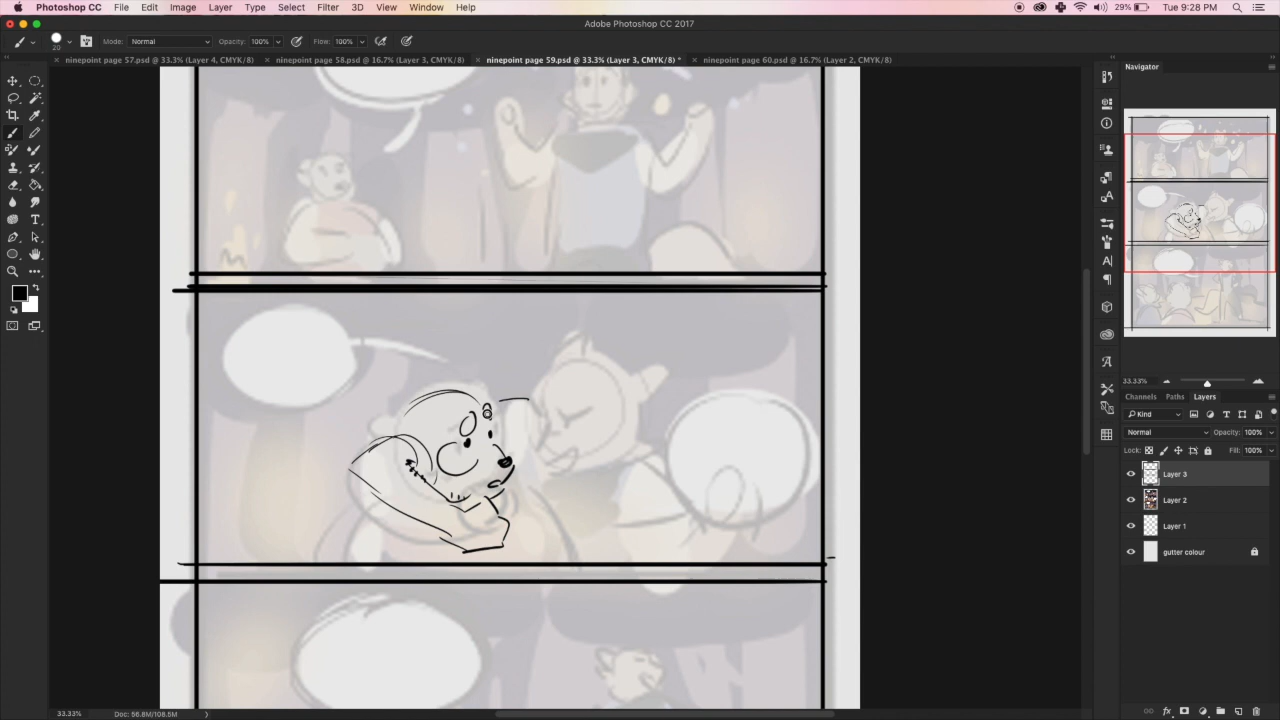 Photoshop CC File Edit Image Layer Type Select Filter 3D View Window Help 29% Tue 9:28 PM
Adobe Photoshop CC 2017
20 Mode: Normal Opacity: 100% Flow: 100%
ninepoint page 57.psd @ 33.3% (Layer 4, CMYK/8) ninepoint page 58.psd @ 16.7% (Layer 3, CMYK/8) ninepoint page 59.psd @ 33.3% (Layer 3, CMYK/8) * ninepoint page 60.psd @ 16.7% (Layer 2, CMYK/8)
Navigator
33.33%
Channels Paths Layers
Kind
Normal Opacity: 100%
Lock: Fill: 100%
Layer 3
Layer 2
Layer 1
gutter colour
33.33% Doc: 56.8M/108.5M